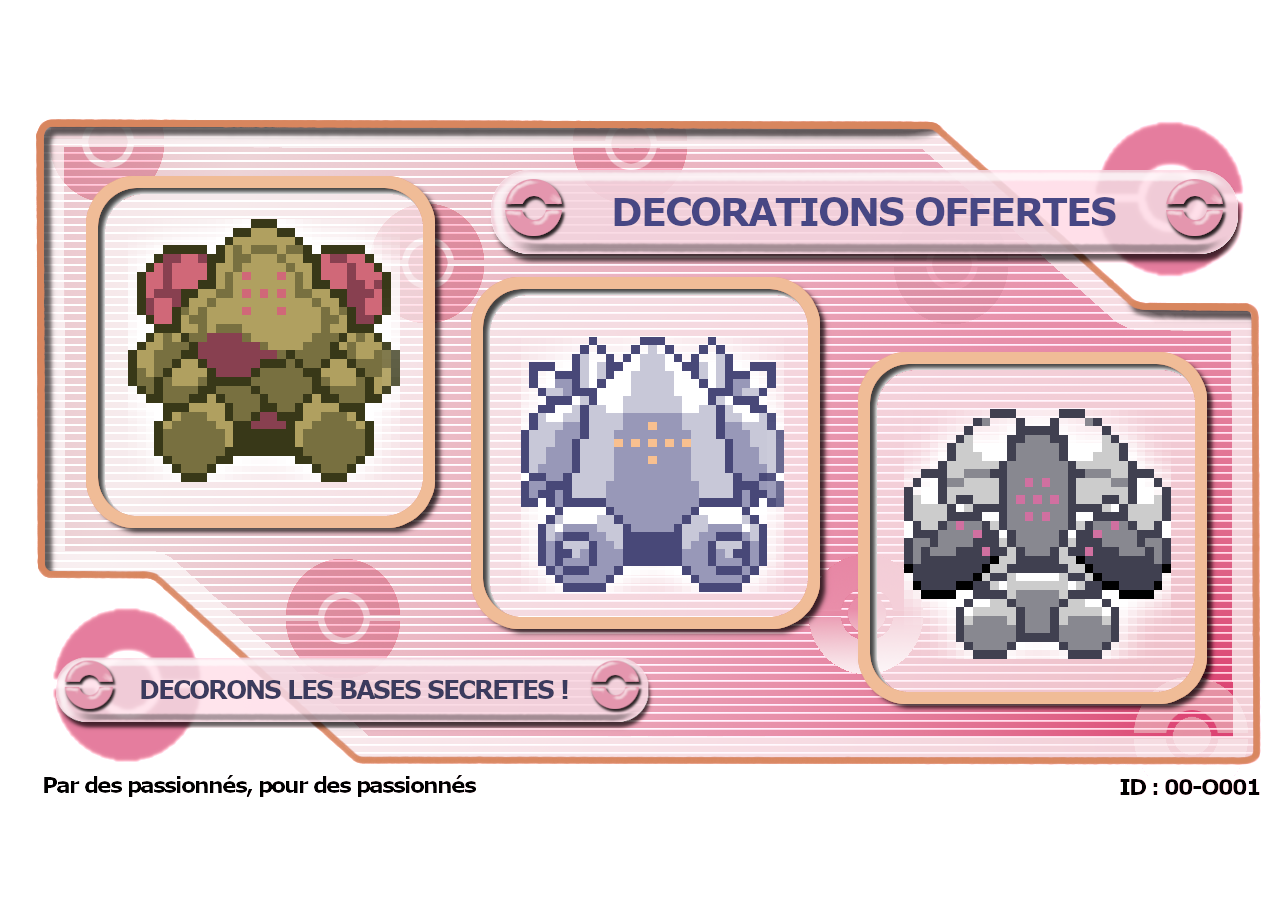 DECORATIONS OFFERTES
DECORONS LES BASES SECRETES !
Par des passionnés, pour des passionnés
ID : 00-O001